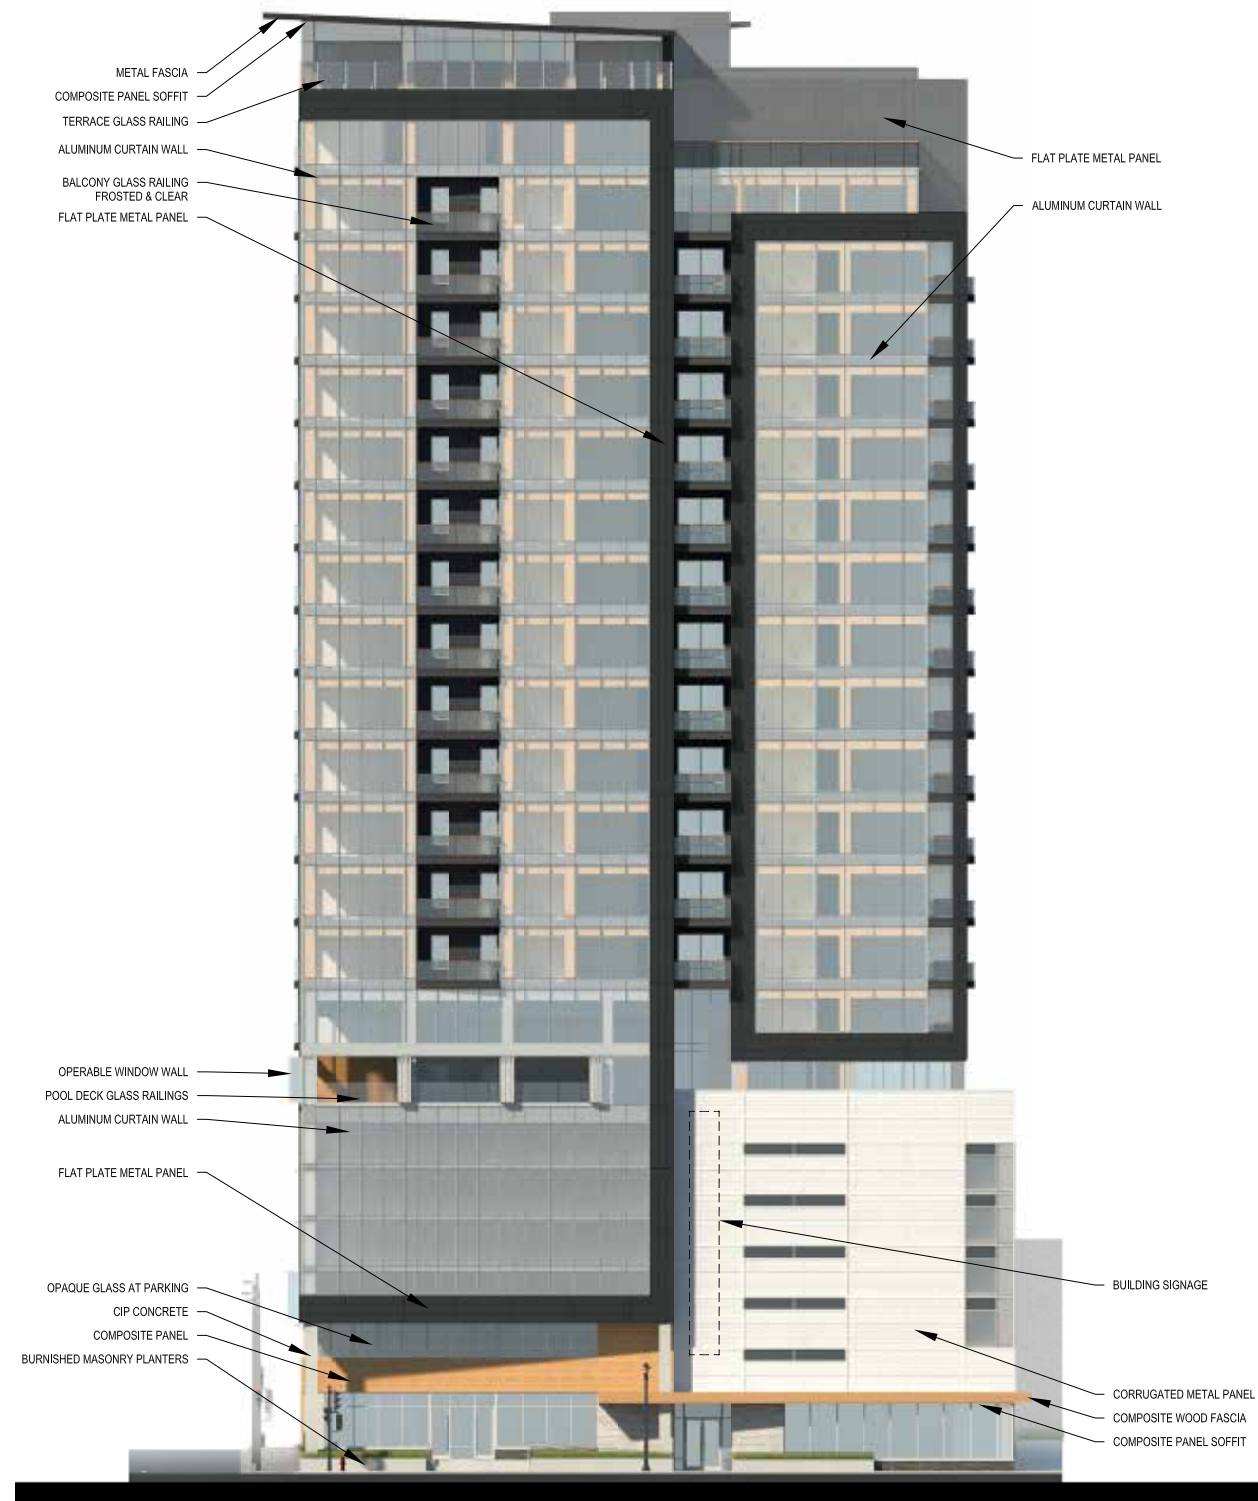 METAL FASCIA
COMPOSITE PANEL SOFFIT
TERRACE GLASS RAILING
ALUMINUM CURTAIN WALL
BALCONY GLASS RAILING
FROSTED & CLEAR
FLAT PLATE METAL PANEL
FLAT PLATE METAL PANEL
ALUMINUM CURTAIN WALL
OPERABLE WINDOW WALL
POOL DECK GLASS RAILINGS
ALUMINUM CURTAIN WALL
FLAT PLATE METAL PANEL
OPAQUE GLASS AT PARKING
CIP CONCRETE
COMPOSITE PANEL
BURNISHED MASONRY PLANTERS
BUILDING SIGNAGE
CORRUGATED METAL PANEL
COMPOSITE WOOD FASCIA
COMPOSITE PANEL SOFFIT